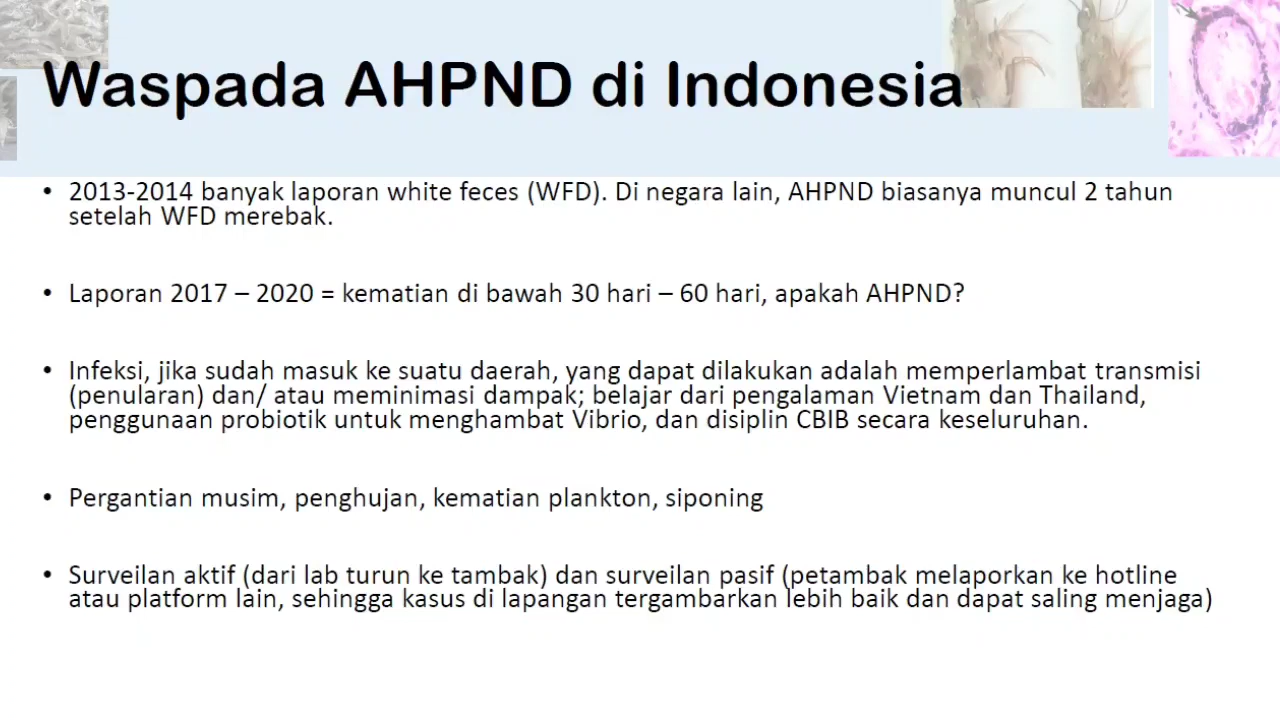 Waspada AHPND di Indonesia
• 2013-2014 banyak laporan white feces (WFD). Di negara lain, AHPND biasanya muncul 2 tahun
setelah WFD merebak.
• Laporan 2017 – 2020 = kematian di bawah 30 hari – 60 hari, apakah AHPND?
• Infeksi, jika sudah masuk ke suatu daerah, yang dapat dilakukan adalah memperlambat transmisi
(penularan) dan/ atau meminimasi dampak; belajar dari pengalaman Vietnam dan Thailand,
penggunaan probiotik untuk menghambat Vibrio, dan disiplin CBIB secara keseluruhan.
• Pergantian musim, penghujan, kematian plankton, siponing
• Surveilan aktif (dari lab turun ke tambak) dan surveilan pasif (petambak melaporkan ke hotline
atau platform lain, sehingga kasus di lapangan tergambarkan lebih baik dan dapat saling menjaga)